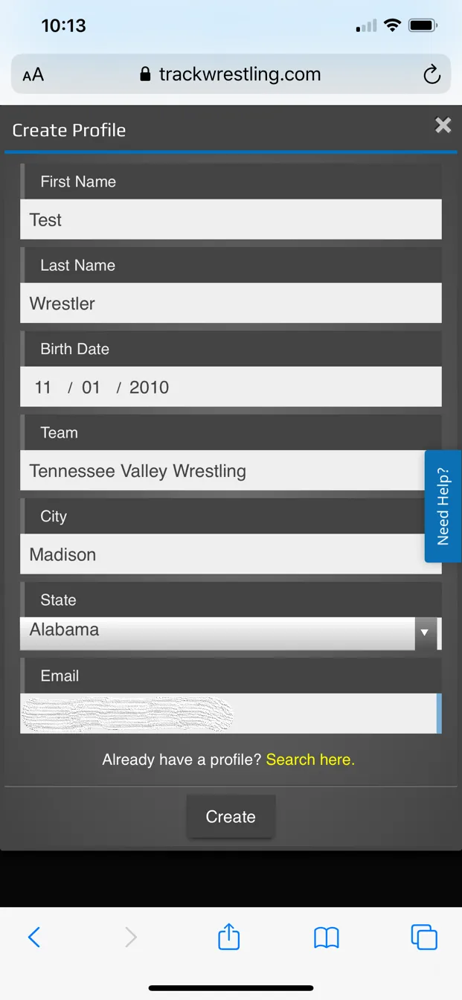 10:13
AA trackwrestling.com
Create Profile
First Name
Test
Last Name
Wrestler
Birth Date
11 / 01 / 2010
Team
Tennessee Valley Wrestling
Need Help?
City
Madison
State
Alabama
Email
Already have a profile? Search here.
Create